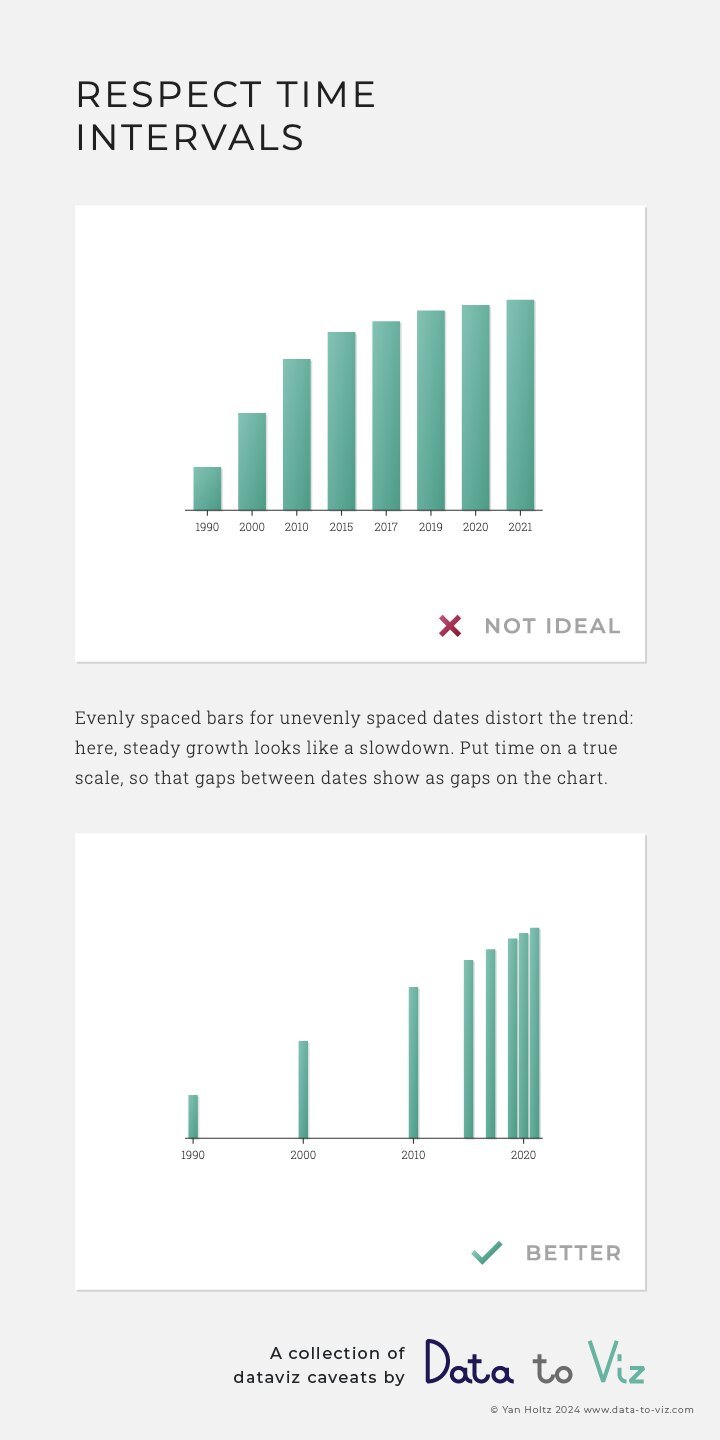 RESPECT TIME
INTERVALS
1990 2000 2010 2015 2017 2019 2020 2021
NOT IDEAL
Evenly spaced bars for unevenly spaced dates distort the trend:
here, steady growth looks like a slowdown. Put time on a true
scale, so that gaps between dates show as gaps on the chart.
1990 2000 2010 2020
BETTER
A collection of
dataviz caveats by
Data to Viz
© Yan Holtz 2024 www.data-to-viz.com